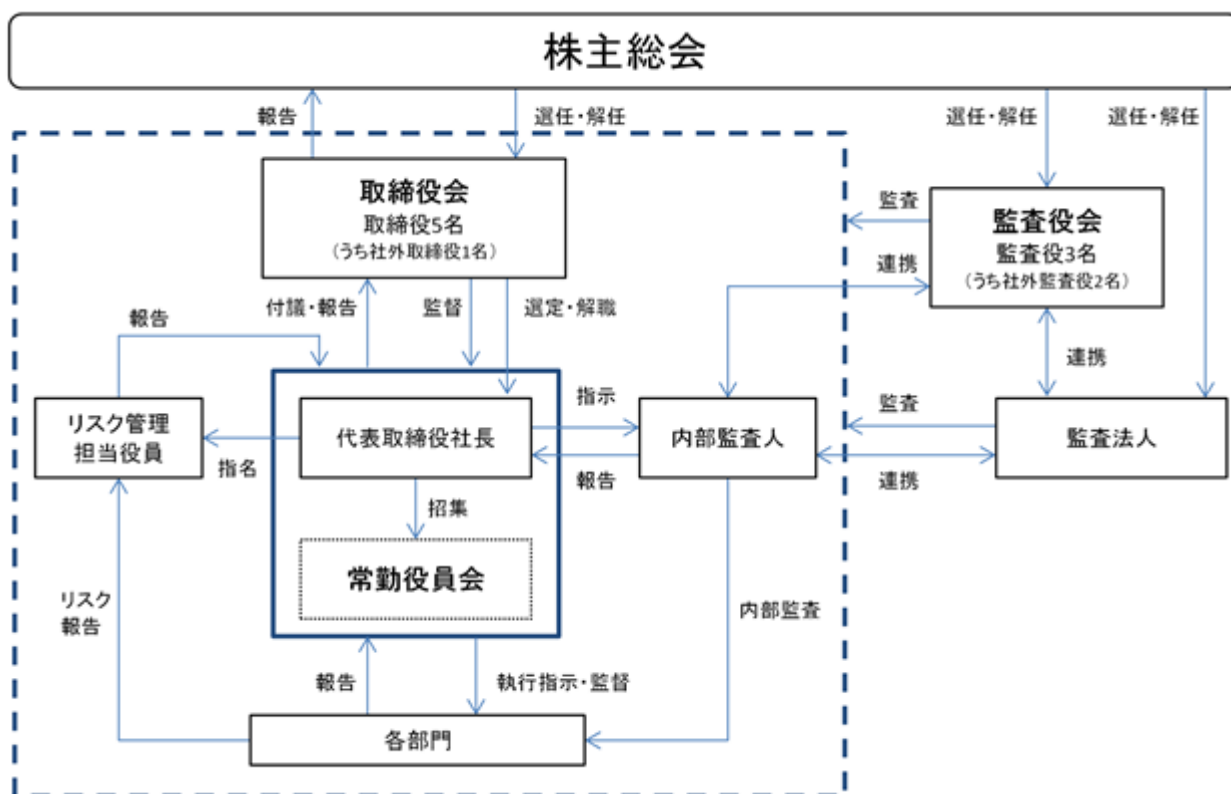 株主総会
報告
選任・解任
選任・解任
選任・解任
取締役会
取締役5名
（うち社外取締役1名）
監査
監査役会
監査役3名
（うち社外監査役2名）
連携
付議・報告
監督
選定・解職
報告
連携
リスク管理
担当役員
指名
代表取締役社長
指示
報告
内部監査人
監査
連携
監査法人
招集
常勤役員会
リスク
報告
内部監査
報告
執行指示・監督
各部門